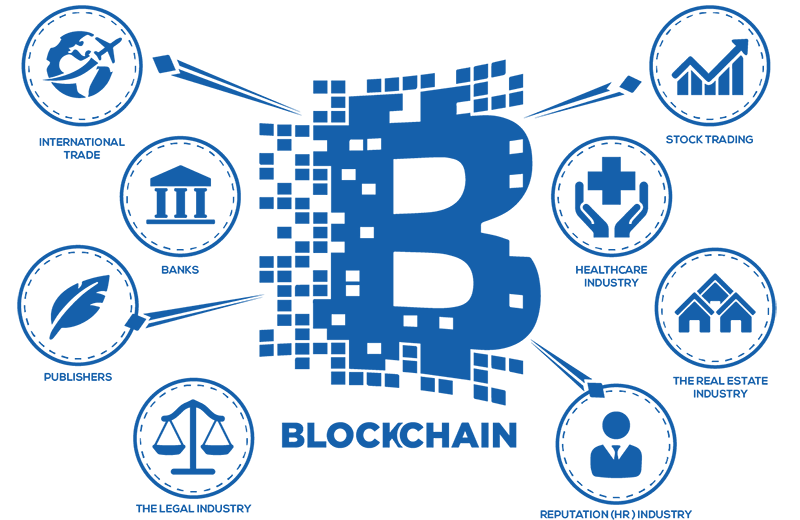 INTERNATIONAL
TRADE
STOCK TRADING
BANKS
HEALTHCARE
INDUSTRY
PUBLISHERS
THE REAL ESTATE
INDUSTRY
BLOCKCHAIN
THE LEGAL INDUSTRY
REPUTATION (HR ) INDUSTRY